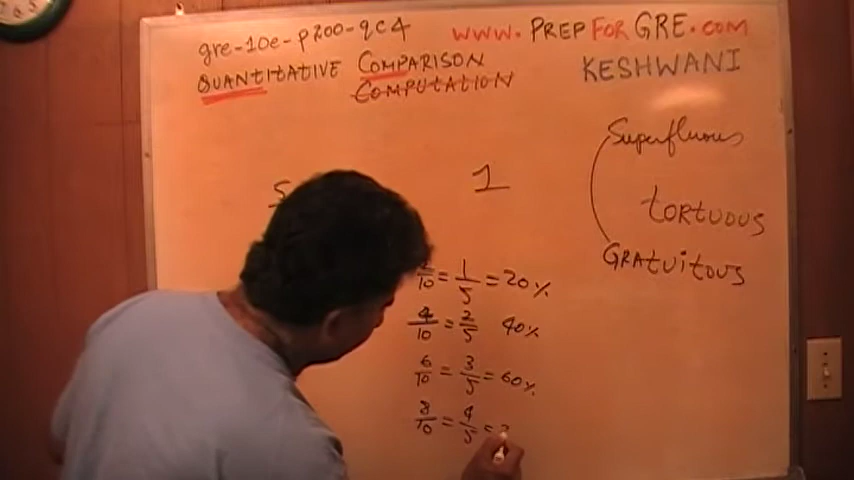 gre-10e-p200-qc4
www.PREPFORGRE.com
QUANTITATIVE COMPARISON
COMPUTATION
KESHWANI
Superfluous
TORTUOUS
GRATUITOUS
1
10 = 1/5 = 20%
4/10 = 2/5 40%
6/10 = 3/5 = 60%
8/10 = 4/5 =